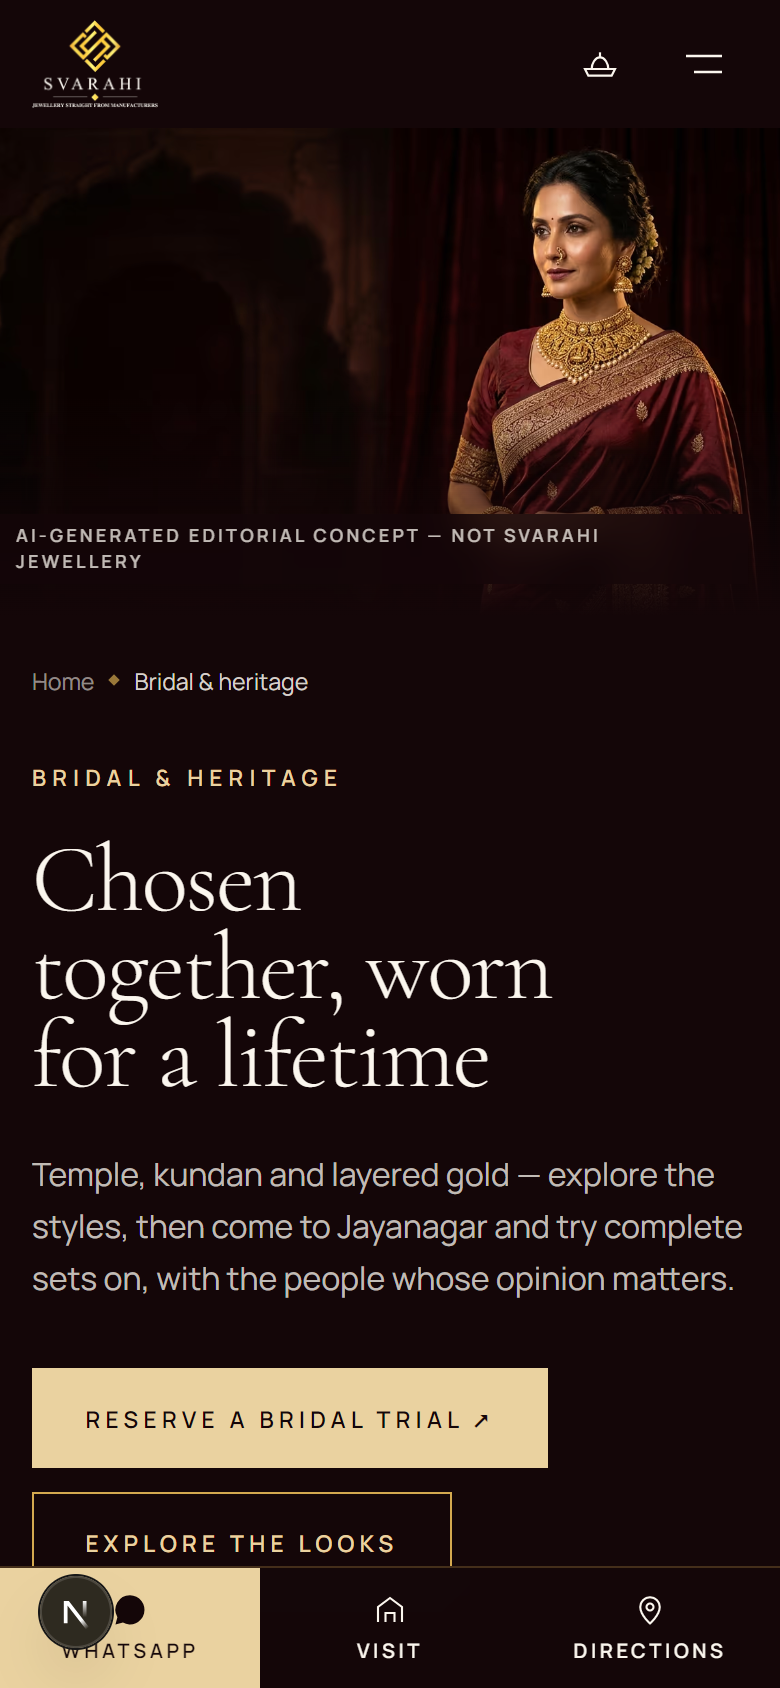 SVARAHI
JEWELLERY STRAIGHT FROM MANUFACTURERS
AI-GENERATED EDITORIAL CONCEPT — NOT SVARAHI
JEWELLERY
Home ◆ Bridal & heritage
BRIDAL & HERITAGE
Chosen
together, worn
for a lifetime
Temple, kundan and layered gold — explore the
styles, then come to Jayanagar and try complete
sets on, with the people whose opinion matters.
RESERVE A BRIDAL TRIAL ↗
EXPLORE THE LOOKS
N
WHATSAPP
VISIT
DIRECTIONS